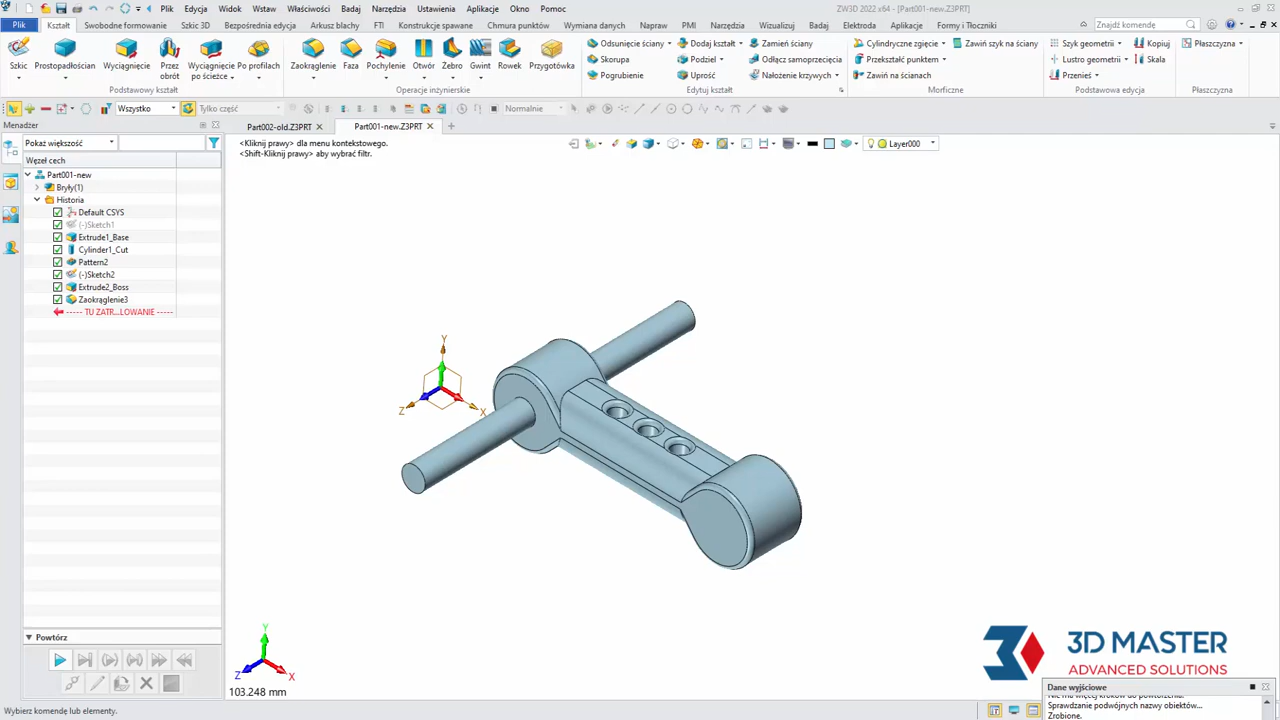 Plik Edycja Widok Wstaw Właściwości Badaj Narzędzia Ustawienia Aplikacje Okno Pomoc
ZW3D 2022 x64 - [Part001-new.Z3PRT]
Plik Kształt Swobodne formowanie Szkic 3D Bezpośrednia edycja Arkusz blachy FTI Konstrukcje spawane Chmura punktów Wymiana danych Napraw PMI Narzędzia Wizualizuj Badaj Elektroda Aplikacje Formy i Tłoczniki
Znajdź komendę
Szkic Prostopadłościan Wyciągnięcie Przez obrót Wyciągnięcie po ścieżce Po profilach
Podstawowy kształt
Zaokraglenie Faza Pochylenie Otwór Żebro Gwint Rowek Przygotówka
Operacje inżynierskie
Odsunięcie ściany Dodaj kształt Zamień ściany
Skorupa Podziel Odłącz samoprzecięcia
Pogrubienie Uprość Nałożenie krzywych
Edytuj kształt
Cylindryczne zgięcie Zawiń szyk na ściany
Przekształt punktem
Zawiń na ścianach
Morficzne
Szyk geometrii Kopiuj
Lustro geometrii Skala
Przenieś
Podstawowa edycja
Płaszczyzna
Płaszczyzna
Wszystko Tylko część Normalnie
Menadżer
Part002-old.Z3PRT Part001-new.Z3PRT
Pokaż większość
Węzeł cech
Part001-new
Bryły(1)
Historia
Default CSYS
(-)Sketch1
Extrude1_Base
Cylinder1_Cut
Pattern2
(-)Sketch2
Extrude2_Boss
Zaokrąglenie3
----- TU ZATR...LOWANIE -----
<Kliknij prawy> dla menu kontekstowego.
<Shift-Kliknij prawy> aby wybrać filtr.
Layer000
Y
Z
X
Powtórz
Y
Z
X
103.248 mm
3D MASTER
ADVANCED SOLUTIONS
Dane wyjściowe
Sprawdzanie podwójnych nazwy obiektów...
Zrobione.
Wybierz komendę lub elementy.